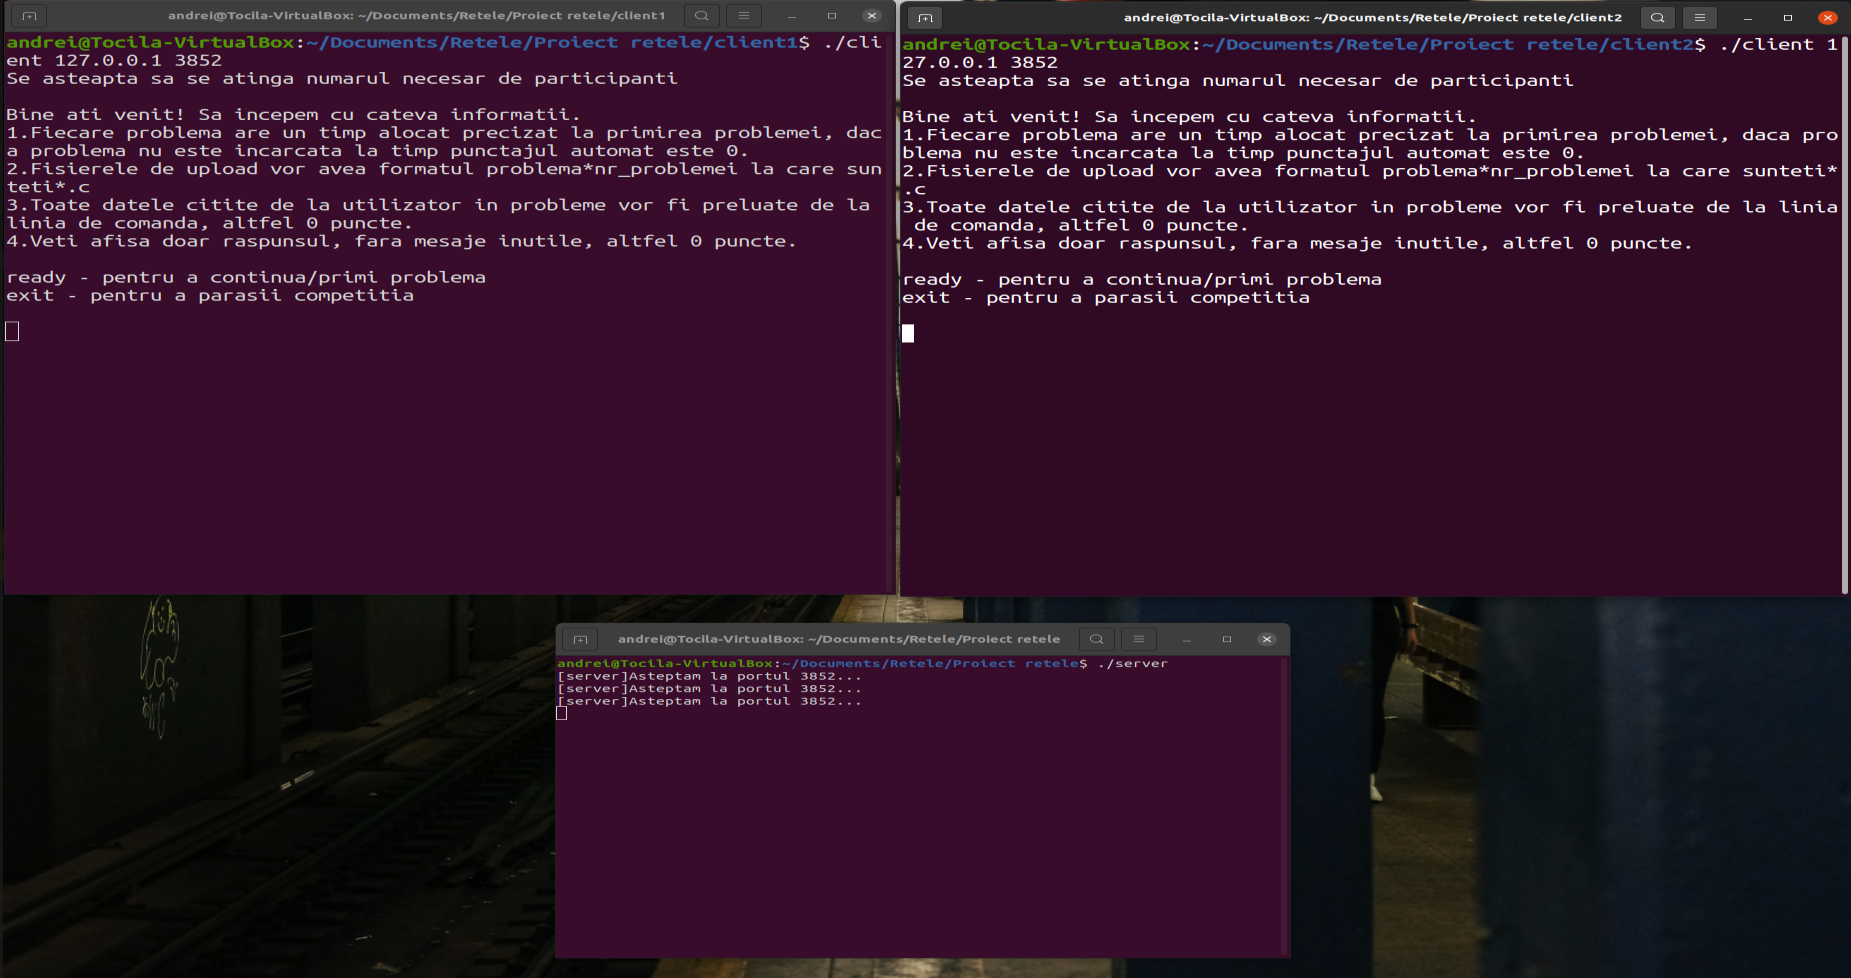 andrei@Tocila-VirtualBox: ~/Documents/Retele/Proiect retele/client1
andrei@Tocila-VirtualBox:~/Documents/Retele/Proiect retele/client1$ ./cli
ent 127.0.0.1 3852
Se asteapta sa se atinga numarul necesar de participanti
Bine ati venit! Sa incepem cu cateva informatii.
1.Fiecare problema are un timp alocat precizat la primirea problemei, dac
a problema nu este incarcata la timp punctajul automat este 0.
2.Fisierele de upload vor avea formatul problema*nr_problemei la care sun
teti*.c
3.Toate datele citite de la utilizator in probleme vor fi preluate de la
linia de comanda, altfel 0 puncte.
4.Veti afisa doar raspunsul, fara mesaje inutile, altfel 0 puncte.
ready - pentru a continua/primi problema
exit - pentru a parasii competitia
andrei@Tocila-VirtualBox: ~/Documents/Retele/Proiect retele/client2
andrei@Tocila-VirtualBox:~/Documents/Retele/Proiect retele/client2$ ./client 1
27.0.0.1 3852
Se asteapta sa se atinga numarul necesar de participanti
Bine ati venit! Sa incepem cu cateva informatii.
1.Fiecare problema are un timp alocat precizat la primirea problemei, daca pro
blema nu este incarcata la timp punctajul automat este 0.
2.Fisierele de upload vor avea formatul problema*nr_problemei la care sunteti*
.c
3.Toate datele citite de la utilizator in probleme vor fi preluate de la linia
 de comanda, altfel 0 puncte.
4.Veti afisa doar raspunsul, fara mesaje inutile, altfel 0 puncte.
ready - pentru a continua/primi problema
exit - pentru a parasii competitia
andrei@Tocila-VirtualBox: ~/Documents/Retele/Proiect retele
andrei@Tocila-VirtualBox:~/Documents/Retele/Proiect retele$ ./server
[server]Asteptam la portul 3852...
[server]Asteptam la portul 3852...
[server]Asteptam la portul 3852...